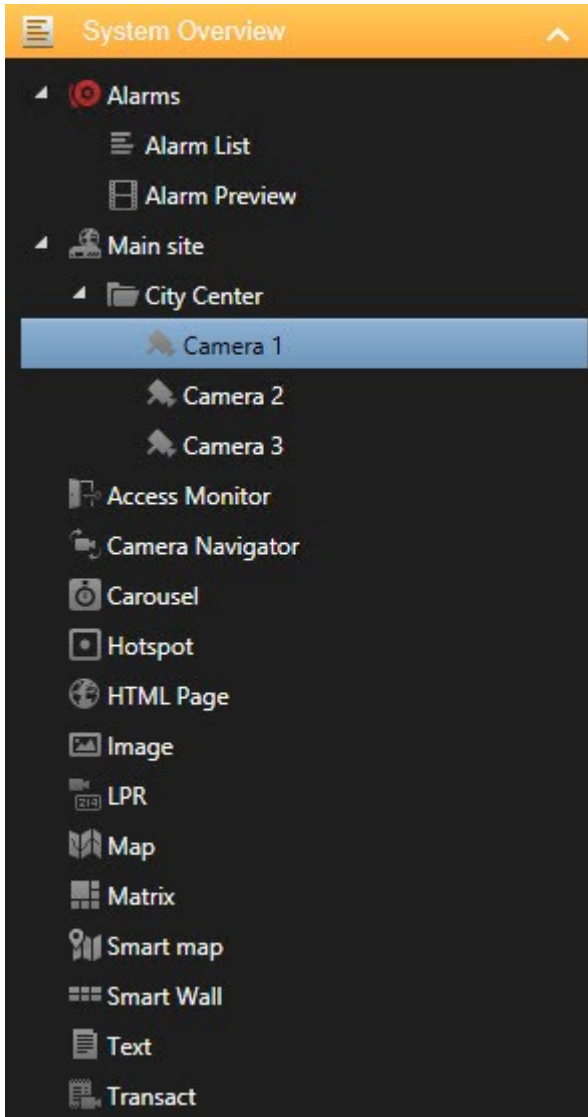 System Overview
Alarms
Alarm List
Alarm Preview
Main site
City Center
Camera 1
Camera 2
Camera 3
Access Monitor
Camera Navigator
Carousel
Hotspot
HTML Page
Image
LPR
Map
Matrix
Smart map
Smart Wall
Text
Transact